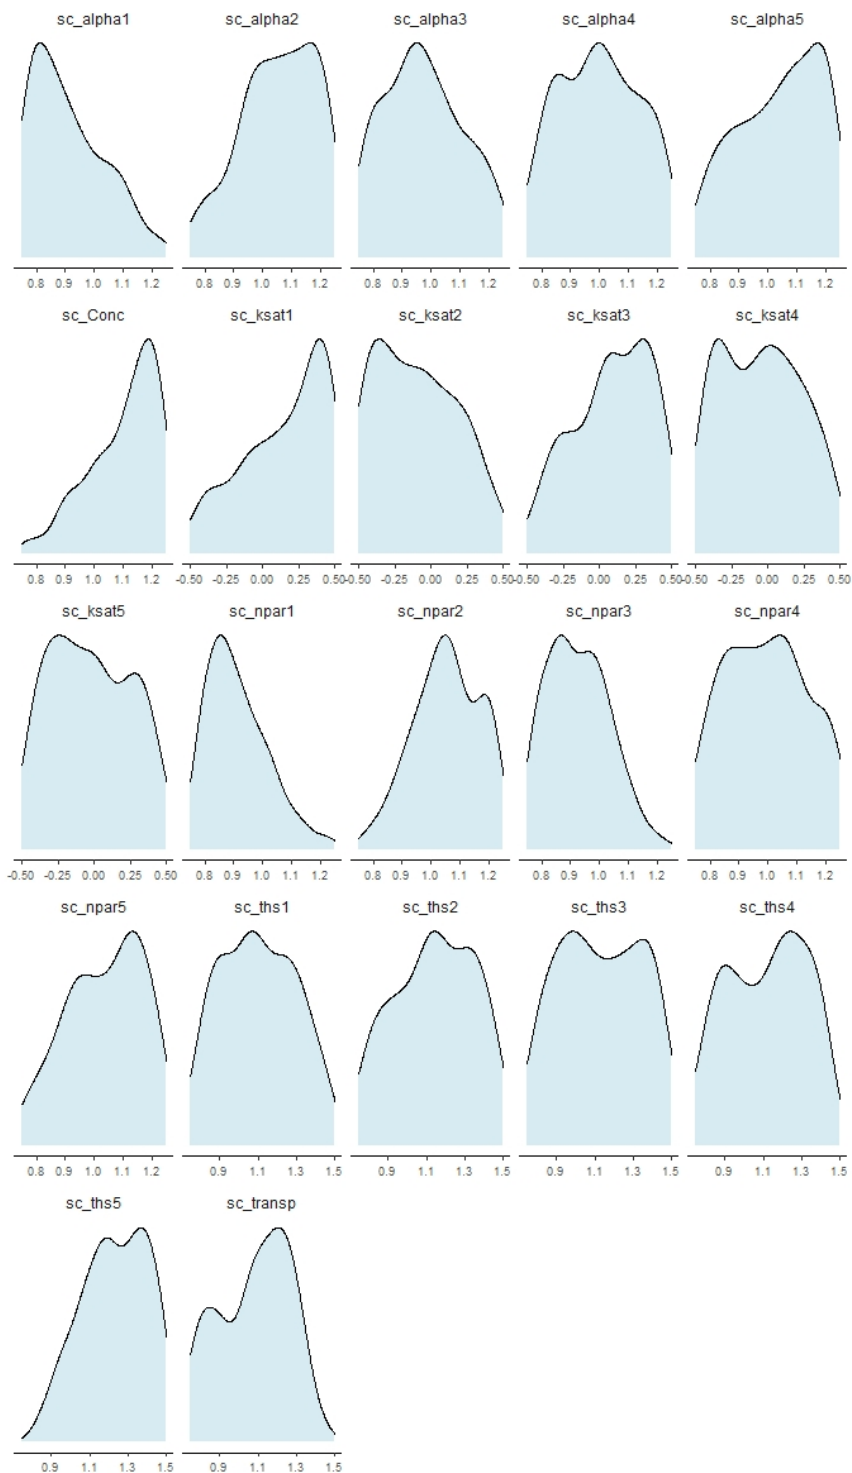 sc_alpha1 sc_alpha2 sc_alpha3 sc_alpha4 sc_alpha5
0.8 0.9 1.0 1.1 1.2 0.8 0.9 1.0 1.1 1.2 0.8 0.9 1.0 1.1 1.2 0.8 0.9 1.0 1.1 1.2 0.8 0.9 1.0 1.1 1.2
sc_Conc sc_ksat1 sc_ksat2 sc_ksat3 sc_ksat4
0.8 0.9 1.0 1.1 1.2 -0.50 -0.25 0.00 0.25 0.50 -0.50 -0.25 0.00 0.25 0.50 -0.50 -0.25 0.00 0.25 0.50 -0.50 -0.25 0.00 0.25 0.50
sc_ksat5 sc_npar1 sc_npar2 sc_npar3 sc_npar4
-0.50 -0.25 0.00 0.25 0.50 0.8 0.9 1.0 1.1 1.2 0.8 0.9 1.0 1.1 1.2 0.8 0.9 1.0 1.1 1.2 0.8 0.9 1.0 1.1 1.2
sc_npar5 sc_ths1 sc_ths2 sc_ths3 sc_ths4
0.8 0.9 1.0 1.1 1.2 0.9 1.1 1.3 1.5 0.9 1.1 1.3 1.5 0.9 1.1 1.3 1.5 0.9 1.1 1.3 1.5
sc_ths5 sc_transp
0.9 1.1 1.3 1.5 0.9 1.1 1.3 1.5